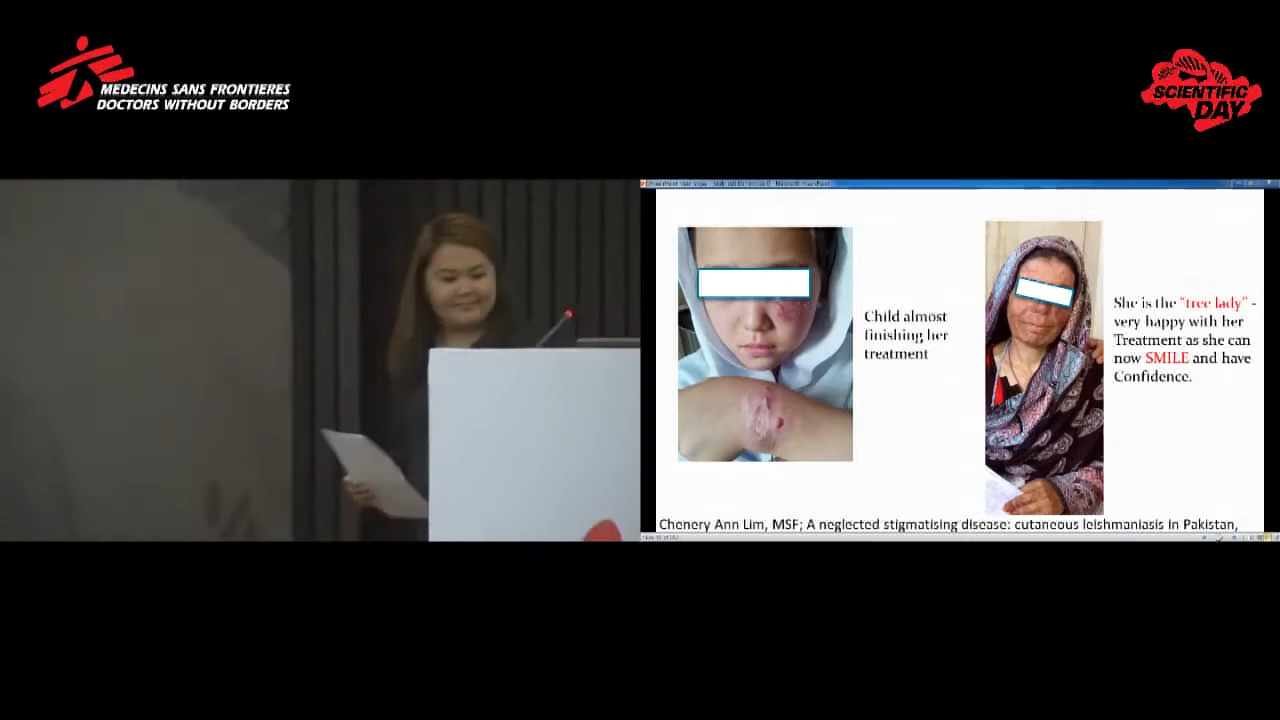 MEDECINS SANS FRONTIERES
DOCTORS WITHOUT BORDERS
SCIENTIFIC
DAY
Child almost
finishing her
treatment
She is the “tree lady” -
very happy with her
Treatment as she can
now SMILE and have
Confidence.
Chenery Ann Lim, MSF; A neglected stigmatising disease: cutaneous leishmaniasis in Pakistan,